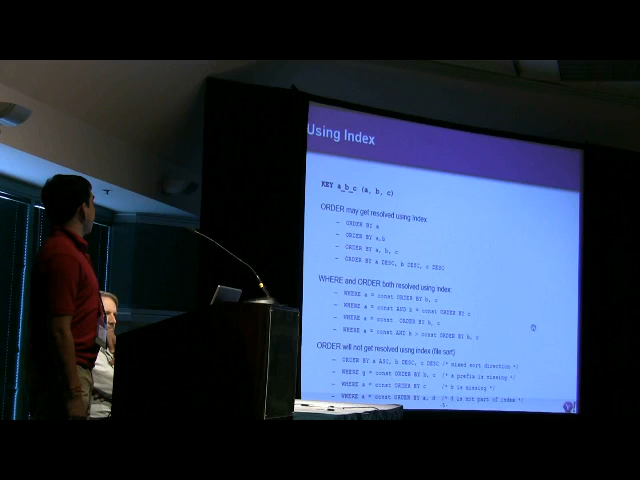 Using Index
KEY a_b_c (a, b, c)
ORDER may get resolved using Index
– ORDER BY a
– ORDER BY a,b
– ORDER BY a, b, c
– ORDER BY a DESC, b DESC, c DESC
WHERE and ORDER both resolved using index:
– WHERE a = const ORDER BY b, c
– WHERE a = const AND b = const ORDER BY c
– WHERE a = const ORDER BY b, c
– WHERE a = const AND b > const ORDER BY b, c
ORDER will not get resolved uisng index (file sort)
– ORDER BY a ASC, b DESC, c DESC /* mixed sort direction */
– WHERE g = const ORDER BY b, c /* a prefix is missing */
– WHERE a = const ORDER BY c /* b is missing */
– WHERE a = const ORDER BY a, d /* d is not part of index */
-5-